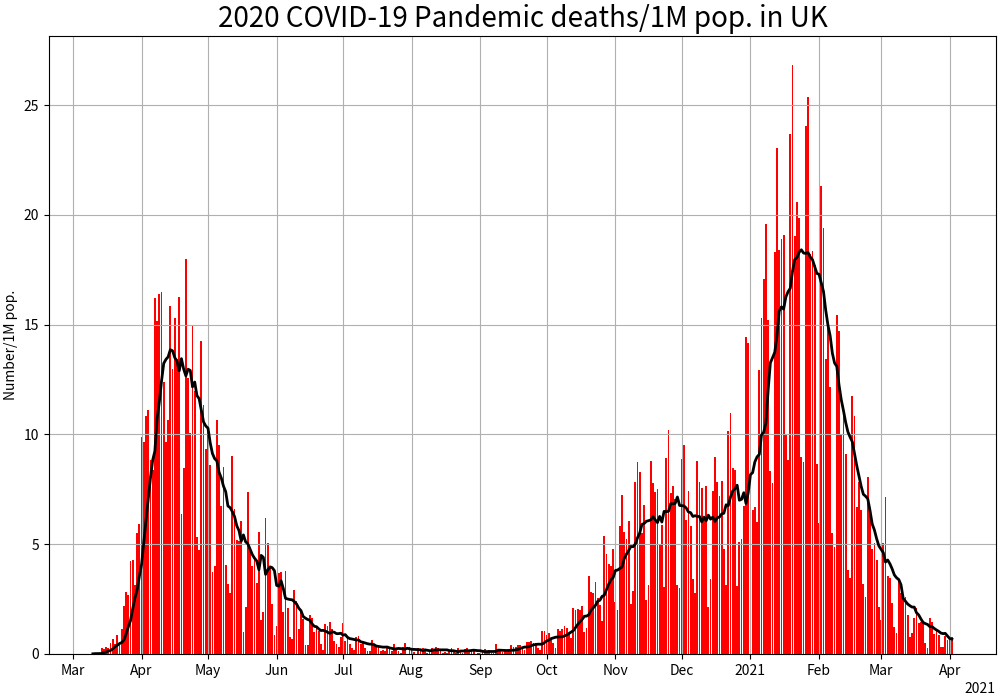 2020 COVID-19 Pandemic deaths/1M pop. in UK
Number/1M pop.
25
20
15
10
5
0
Mar Apr May Jun Jul Aug Sep Oct Nov Dec 2021 Feb Mar Apr
2021